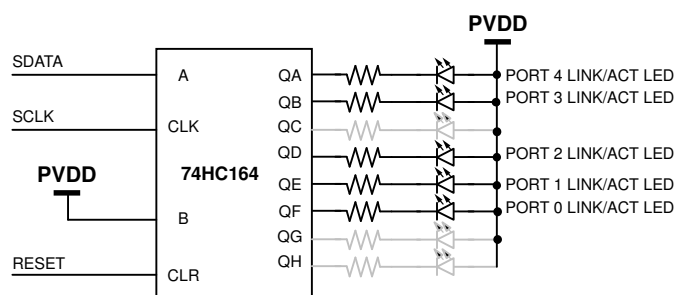 PVDD
SDATA
A
QA
PORT 4 LINK/ACT LED
QB
PORT 3 LINK/ACT LED
SCLK
CLK
QC
QD
PORT 2 LINK/ACT LED
PVDD
74HC164
QE
PORT 1 LINK/ACT LED
B
QF
PORT 0 LINK/ACT LED
QG
RESET
CLR
QH